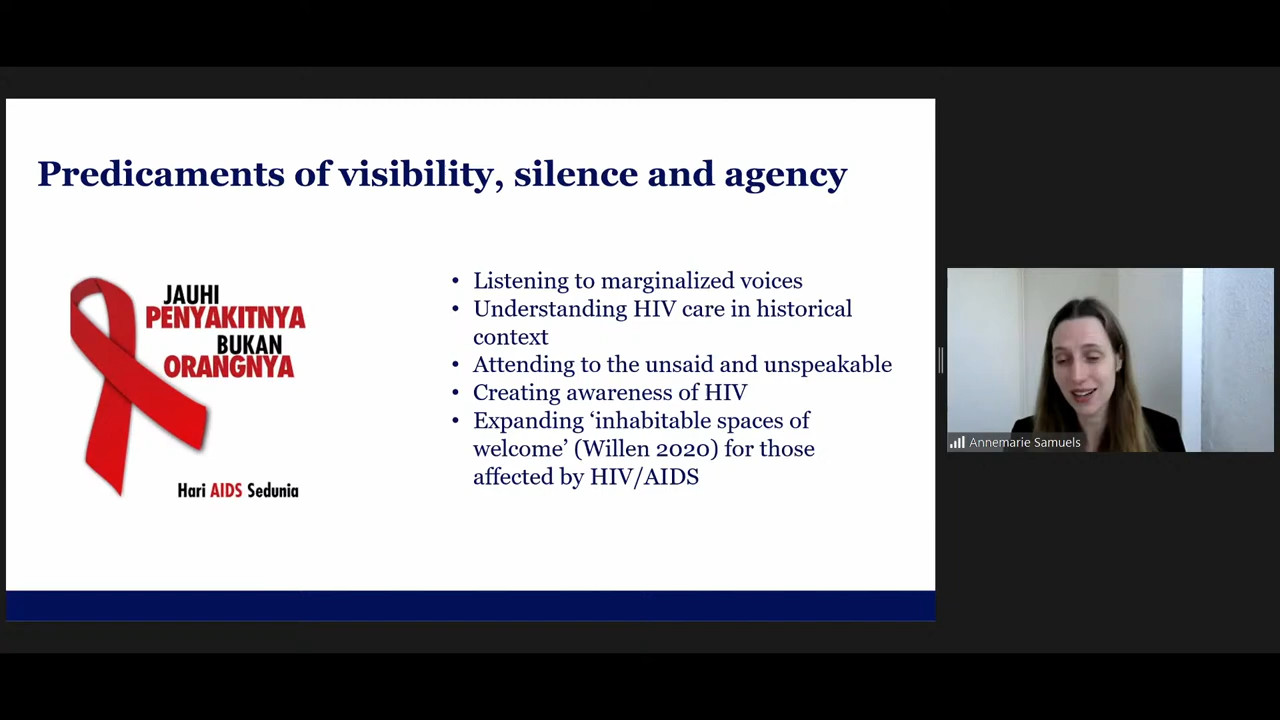 Predicaments of visibility, silence and agency
JAUHI
PENYAKITNYA
BUKAN
ORANGNYA
Hari AIDS Sedunia
• Listening to marginalized voices
• Understanding HIV care in historical
context
• Attending to the unsaid and unspeakable
• Creating awareness of HIV
• Expanding ‘inhabitable spaces of
welcome’ (Willen 2020) for those
affected by HIV/AIDS
Annemarie Samuels